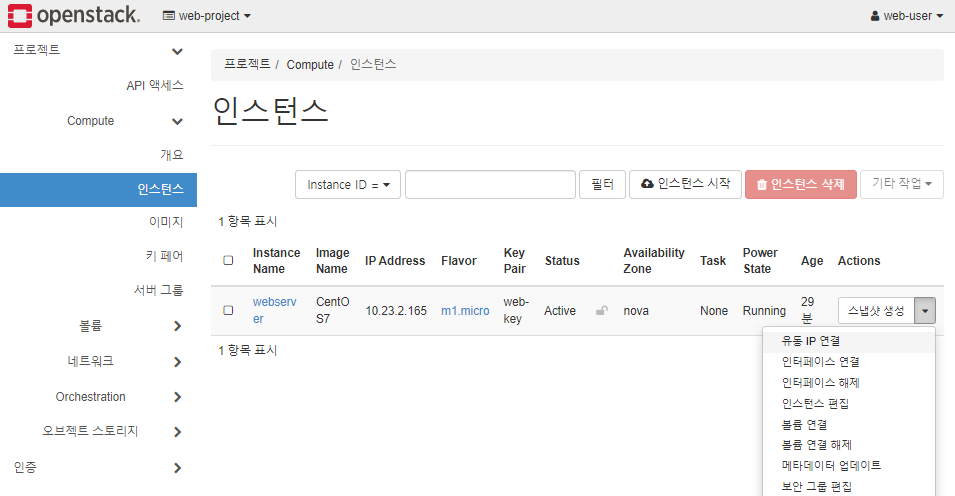 openstack. web-project web-user
프로젝트
API 액세스
Compute
개요
인스턴스
이미지
키 페어
서버 그룹
볼륨
네트워크
Orchestration
오브젝트 스토리지
인증
프로젝트 / Compute / 인스턴스
인스턴스
Instance ID = 필터 인스턴스 시작 인스턴스 삭제 기타 작업
1 항목 표시
Instance Name Image Name IP Address Flavor Key Pair Status Availability Zone Task Power State Age Actions
webserv
er
CentO
S7
10.23.2.165 m1.micro
web-
key
Active nova None Running
29
분
스냅샷 생성
1 항목 표시
유동 IP 연결
인터페이스 연결
인터페이스 해제
인스턴스 편집
볼륨 연결
볼륨 연결 해제
메타데이터 업데이트
보안 그룹 편집